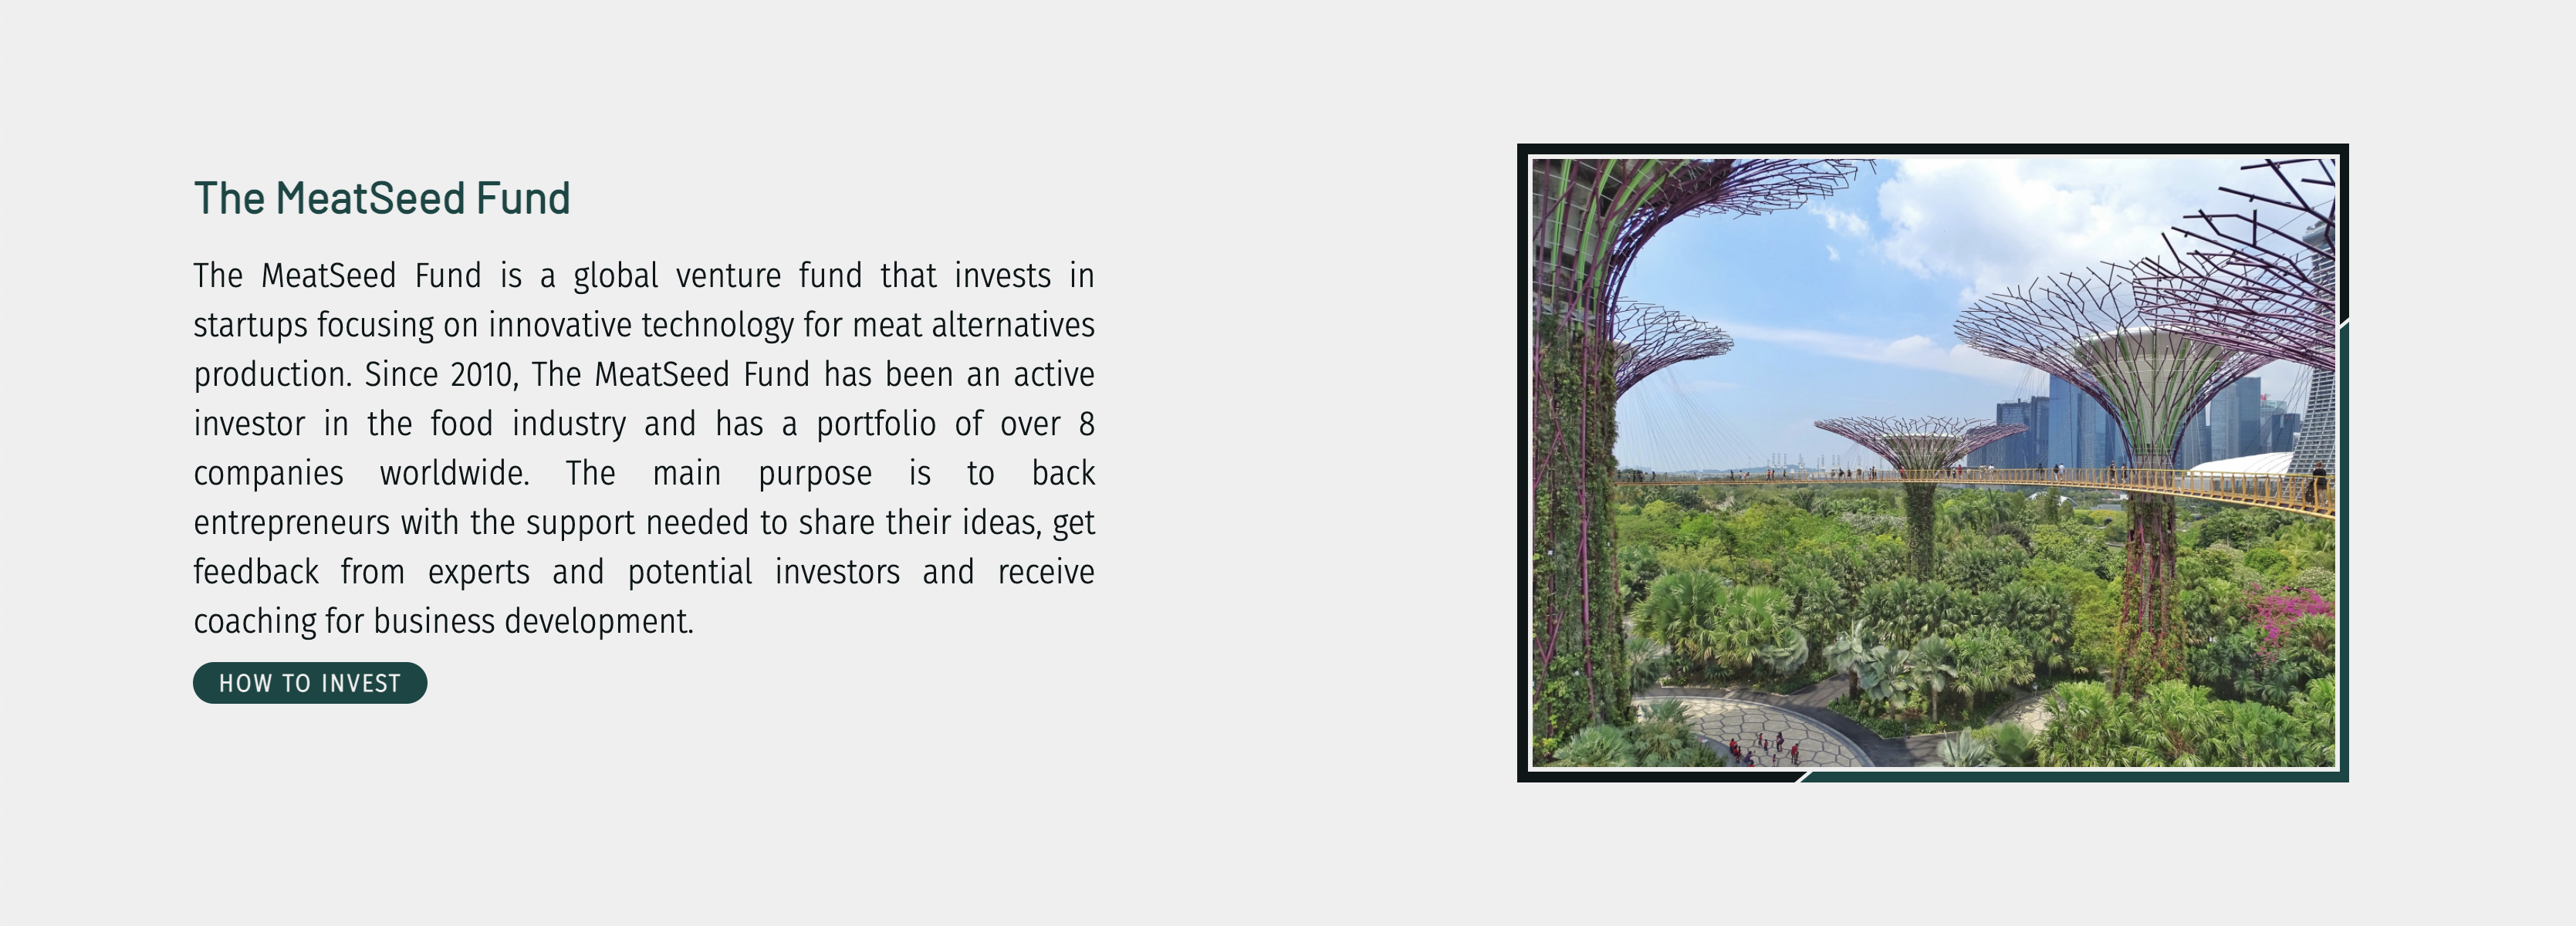 The MeatSeed Fund
The MeatSeed Fund is a global venture fund that invests in
startups focusing on innovative technology for meat alternatives
production. Since 2010, The MeatSeed Fund has been an active
investor in the food industry and has a portfolio of over 8
companies worldwide. The main purpose is to back
entrepreneurs with the support needed to share their ideas, get
feedback from experts and potential investors and receive
coaching for business development.
HOW TO INVEST